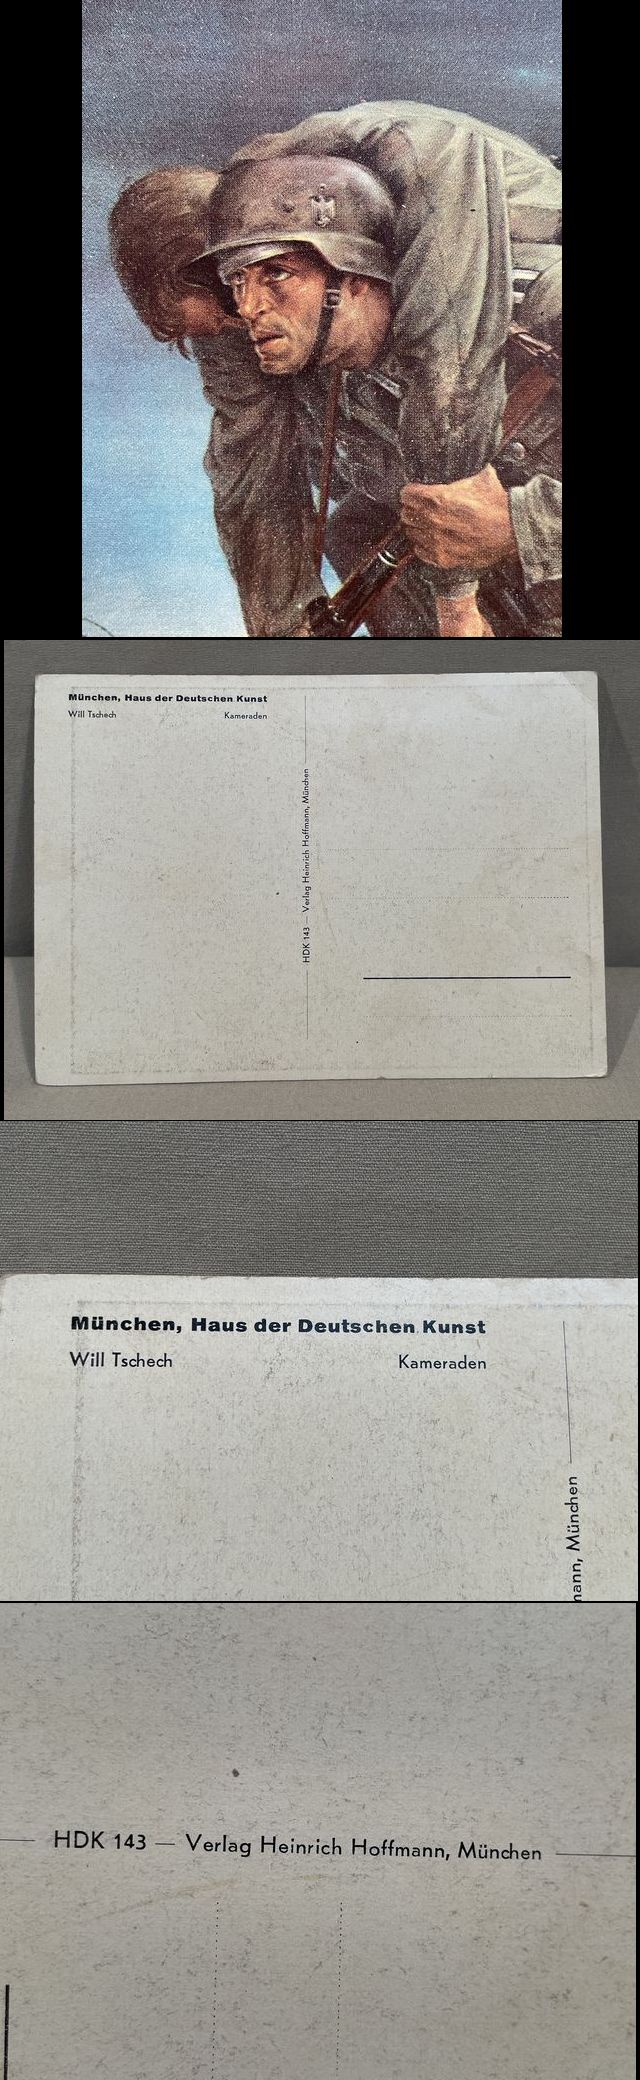 München, Haus der Deutschen Kunst
Will Tschech Kameraden
HDK 143 — Verlag Heinrich Hoffmann, München
München, Haus der Deutschen Kunst
Will Tschech Kameraden
mann, München
HDK 143 — Verlag Heinrich Hoffmann, München